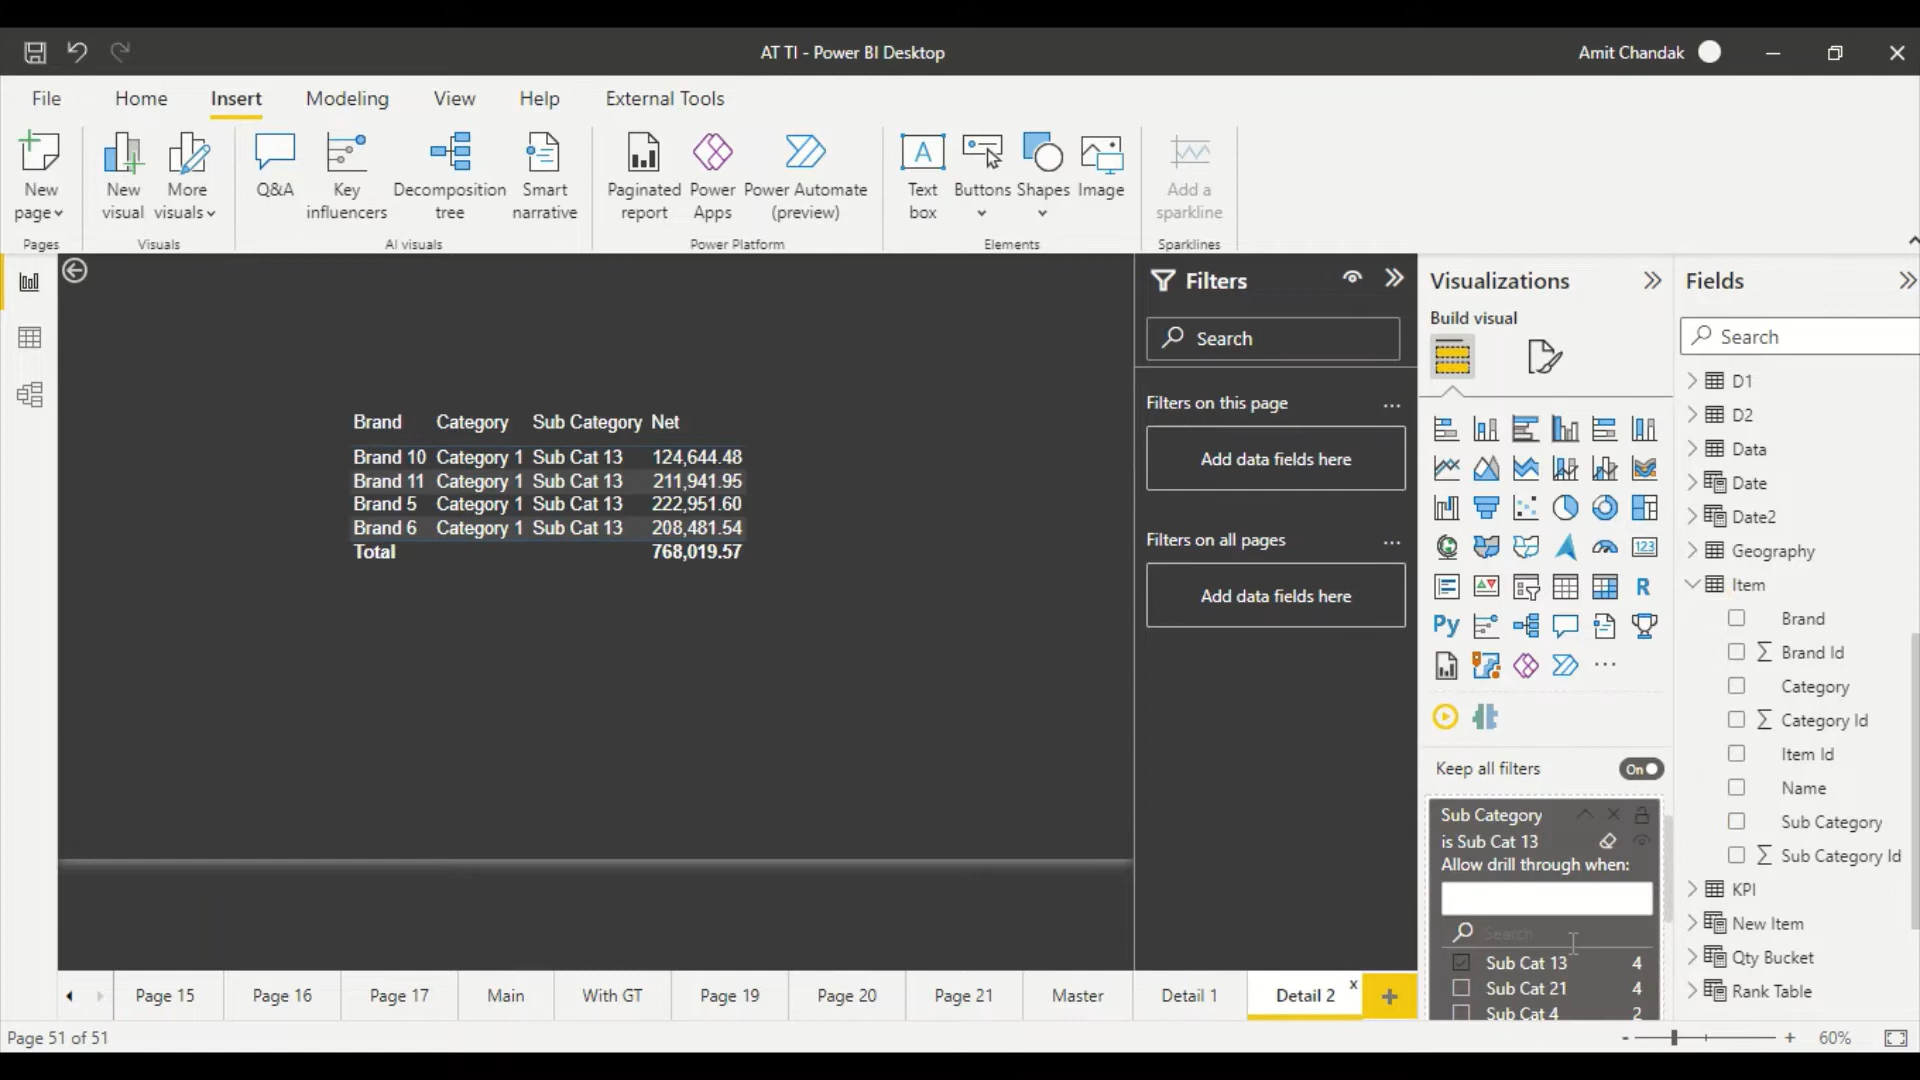 AT TI - Power BI Desktop
Amit Chandak
File Home Insert Modeling View Help External Tools
New page
New visual
More visuals
Q&A
Key influencers
Decomposition tree
Smart narrative
Paginated report
Power Apps
Power Automate (preview)
Text box
Buttons
Shapes
Image
Add a sparkline
Pages Visuals AI visuals Power Platform Elements Sparklines
Brand Category Sub Category Net
Brand 10 Category 1 Sub Cat 13 124,644.48
Brand 11 Category 1 Sub Cat 13 211,941.95
Brand 5 Category 1 Sub Cat 13 222,951.60
Brand 6 Category 1 Sub Cat 13 208,481.54
Total 768,019.57
Filters
Search
Filters on this page ...
Add data fields here
Filters on all pages ...
Add data fields here
Visualizations
Build visual
123
R
Py
...
Keep all filters On
Sub Category
is Sub Cat 13
Allow drill through when:
Search
Sub Cat 13 4
Sub Cat 21 4
Sub Cat 4 2
Fields
Search
D1
D2
Data
Date
Date2
Geography
Item
Brand
∑ Brand Id
Category
∑ Category Id
Item Id
Name
Sub Category
∑ Sub Category Id
KPI
New Item
Qty Bucket
Rank Table
Page 15 Page 16 Page 17 Main With GT Page 19 Page 20 Page 21 Master Detail 1 Detail 2 x +
Page 51 of 51
- + 60%